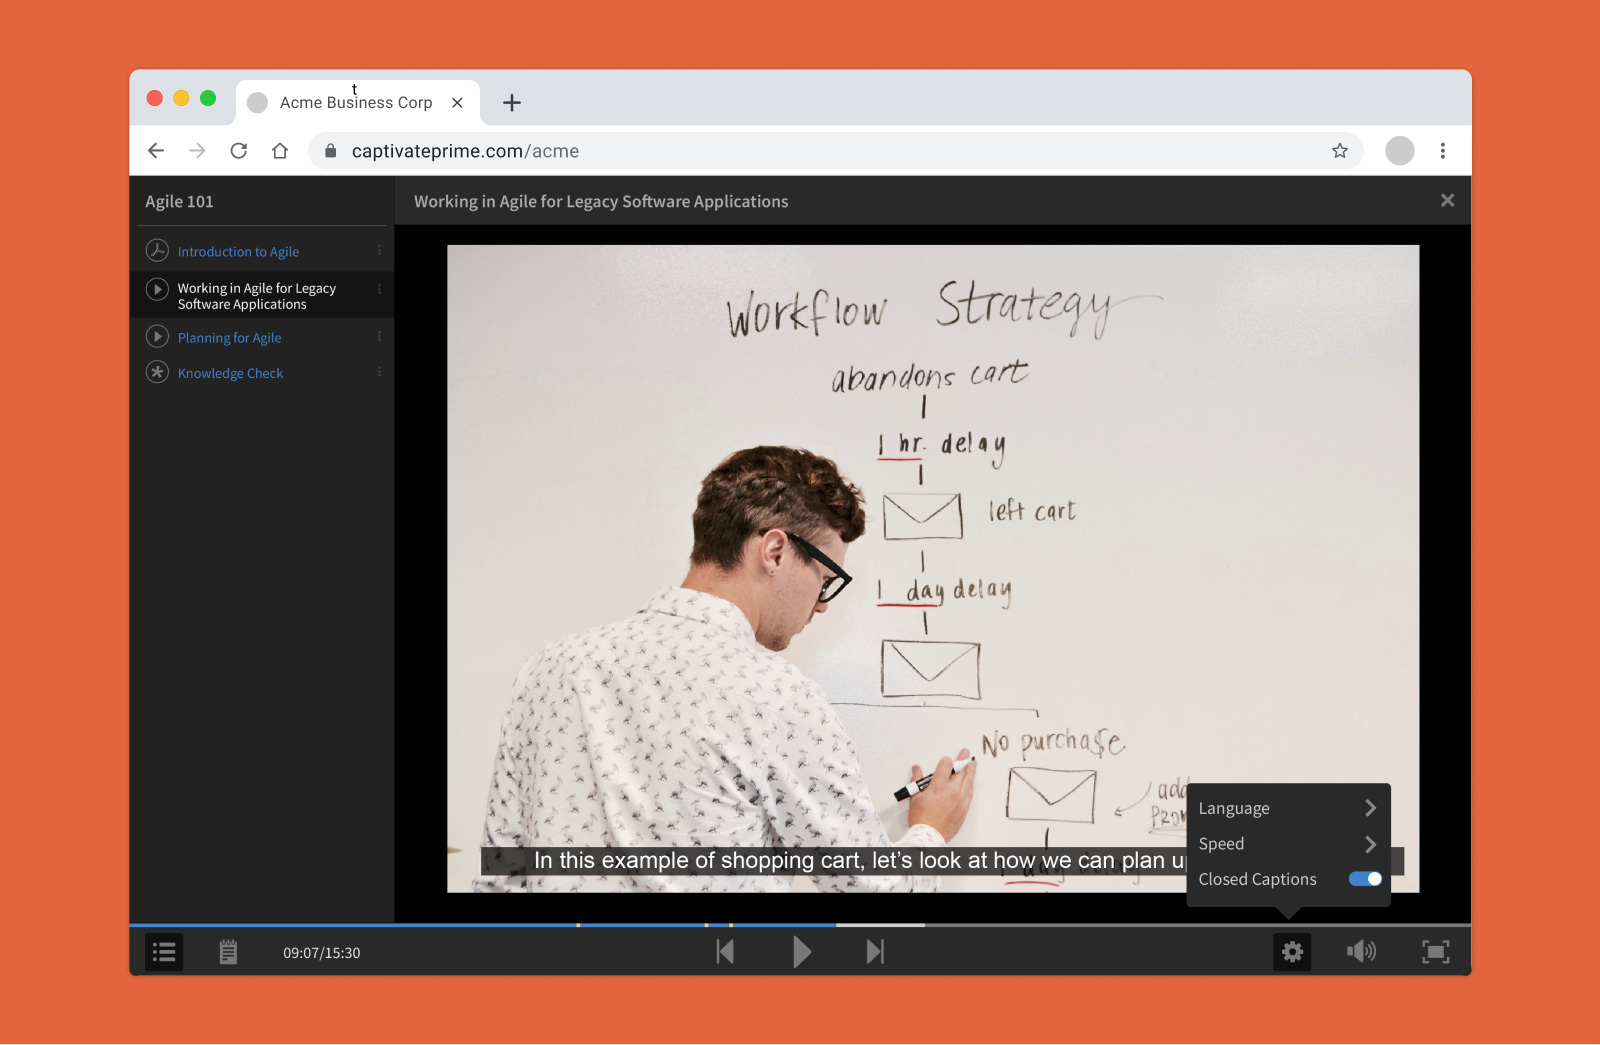 t
Acme Business Corp
captivateprime.com/acme
Agile 101
Working in Agile for Legacy Software Applications
Introduction to Agile
Working in Agile for Legacy
Software Applications
Planning for Agile
Knowledge Check
Workflow Strategy
abandons cart
1 hr. delay
left cart
1 day delay
No purchase
add
Language
Speed
Closed Captions
In this example of shopping cart, let’s look at how we can plan
09:07/15:30